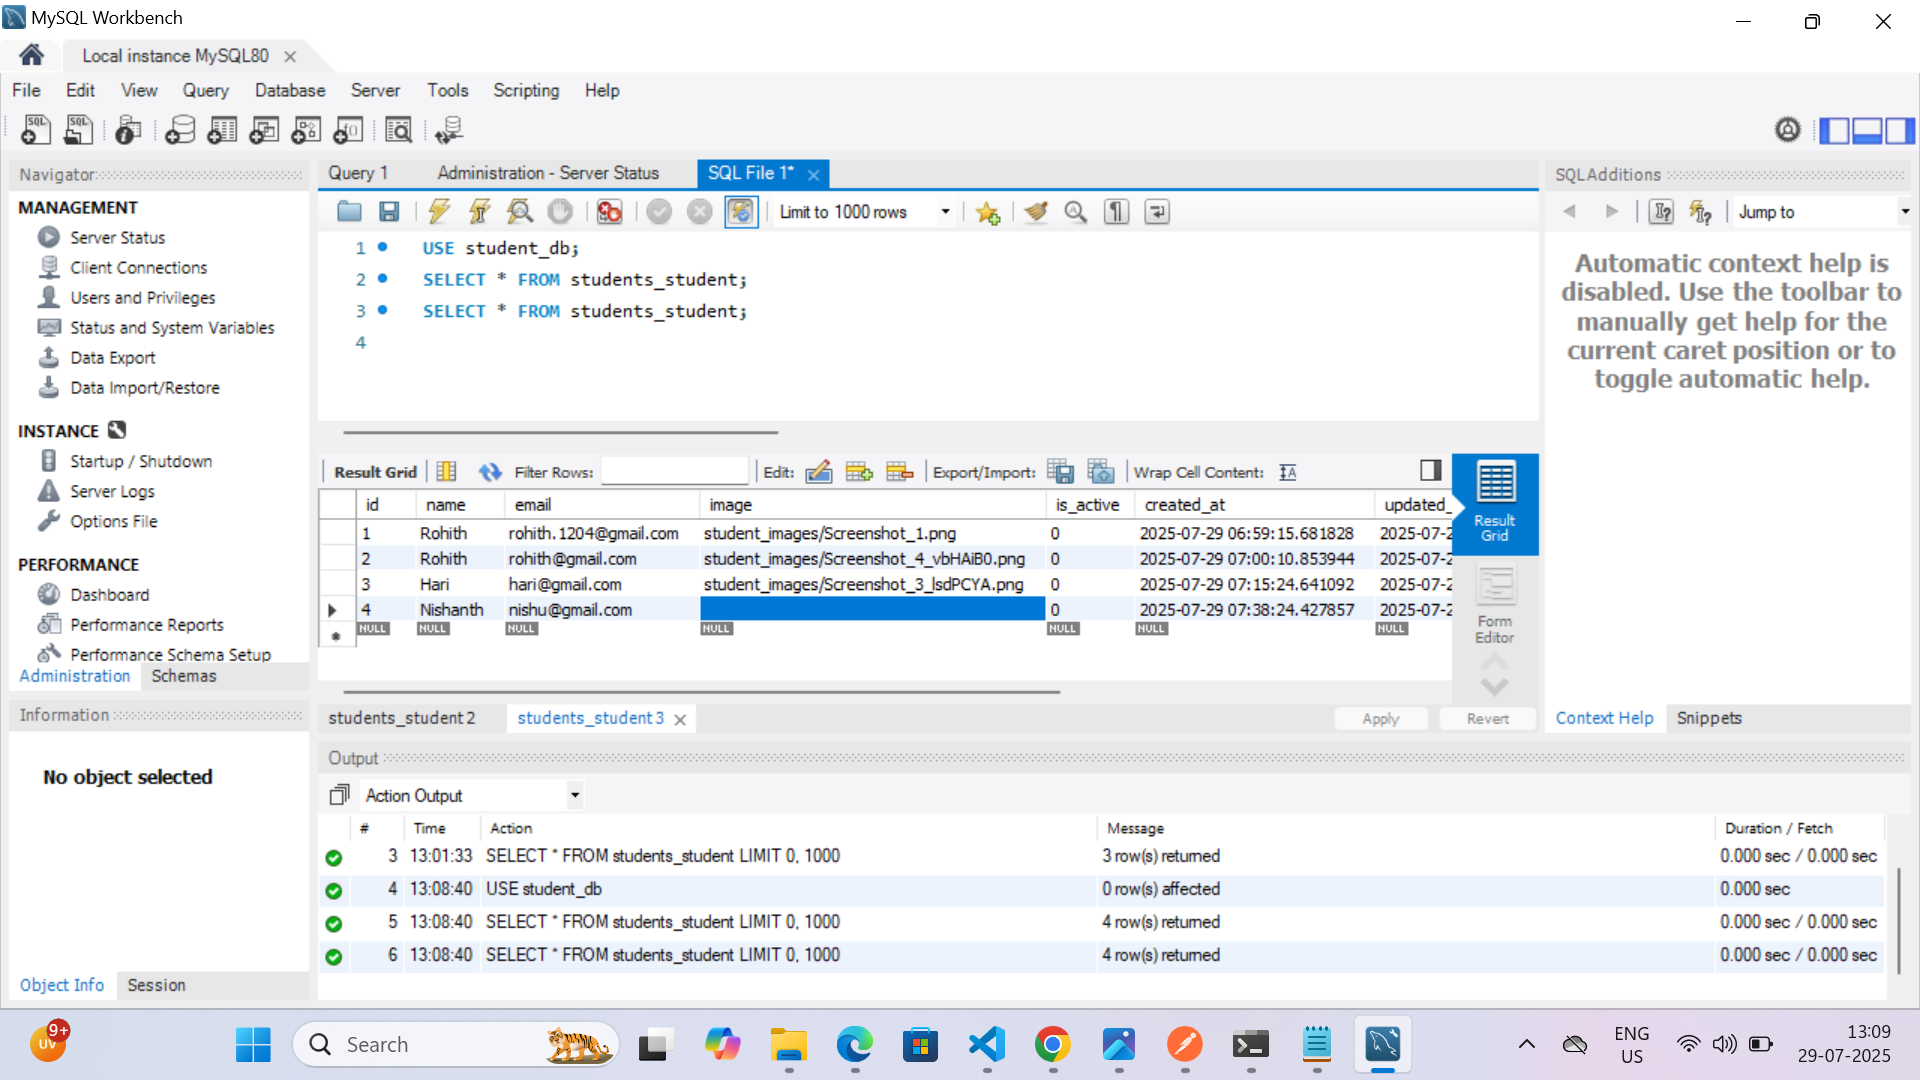 MySQL Workbench
Local instance MySQL80
File Edit View Query Database Server Tools Scripting Help
Navigator
MANAGEMENT
Server Status
Client Connections
Users and Privileges
Status and System Variables
Data Export
Data Import/Restore
INSTANCE
Startup / Shutdown
Server Logs
Options File
PERFORMANCE
Dashboard
Performance Reports
Performance Schema Setup
Administration Schemas
Information
No object selected
Object Info Session
Query 1 Administration - Server Status SQL File 1*
Limit to 1000 rows
1 USE student_db;
2 SELECT * FROM students_student;
3 SELECT * FROM students_student;
4
Result Grid Filter Rows: Edit: Export/Import: Wrap Cell Content:
id name email image is_active created_at updated_
1 Rohith rohith.1204@gmail.com student_images/Screenshot_1.png 0 2025-07-29 06:59:15.681828 2025-07-2
2 Rohith rohith@gmail.com student_images/Screenshot_4_vbHAiB0.png 0 2025-07-29 07:00:10.853944 2025-07-2
3 Hari hari@gmail.com student_images/Screenshot_3_lsdPCYA.png 0 2025-07-29 07:15:24.641092 2025-07-2
4 Nishanth nishu@gmail.com 0 2025-07-29 07:38:24.427857 2025-07-2
NULL NULL NULL NULL NULL NULL NULL
Result Grid
Form Editor
students_student 2 students_student 3 Apply Revert
SQLAdditions
Jump to
Automatic context help is
disabled. Use the toolbar to
manually get help for the
current caret position or to
toggle automatic help.
Context Help Snippets
Output
Action Output
# Time Action Message Duration / Fetch
3 13:01:33 SELECT * FROM students_student LIMIT 0, 1000 3 row(s) returned 0.000 sec / 0.000 sec
4 13:08:40 USE student_db 0 row(s) affected 0.000 sec
5 13:08:40 SELECT * FROM students_student LIMIT 0, 1000 4 row(s) returned 0.000 sec / 0.000 sec
6 13:08:40 SELECT * FROM students_student LIMIT 0, 1000 4 row(s) returned 0.000 sec / 0.000 sec
UV 9+
Search
ENG
US
13:09
29-07-2025